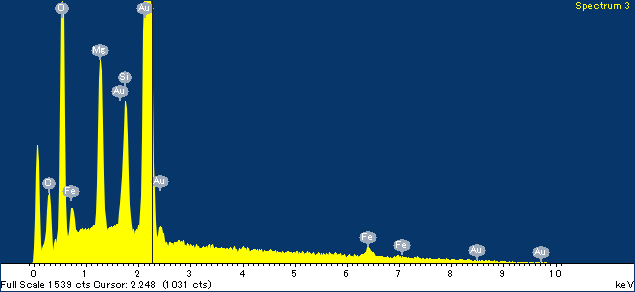 Spectrum 3
O Au
Mg
Si
Au
O Fe Au
Fe Fe Au Au
0 1 2 3 4 5 6 7 8 9 10
Full Scale 1539 cts Cursor: 2.248 (1031 cts) keV